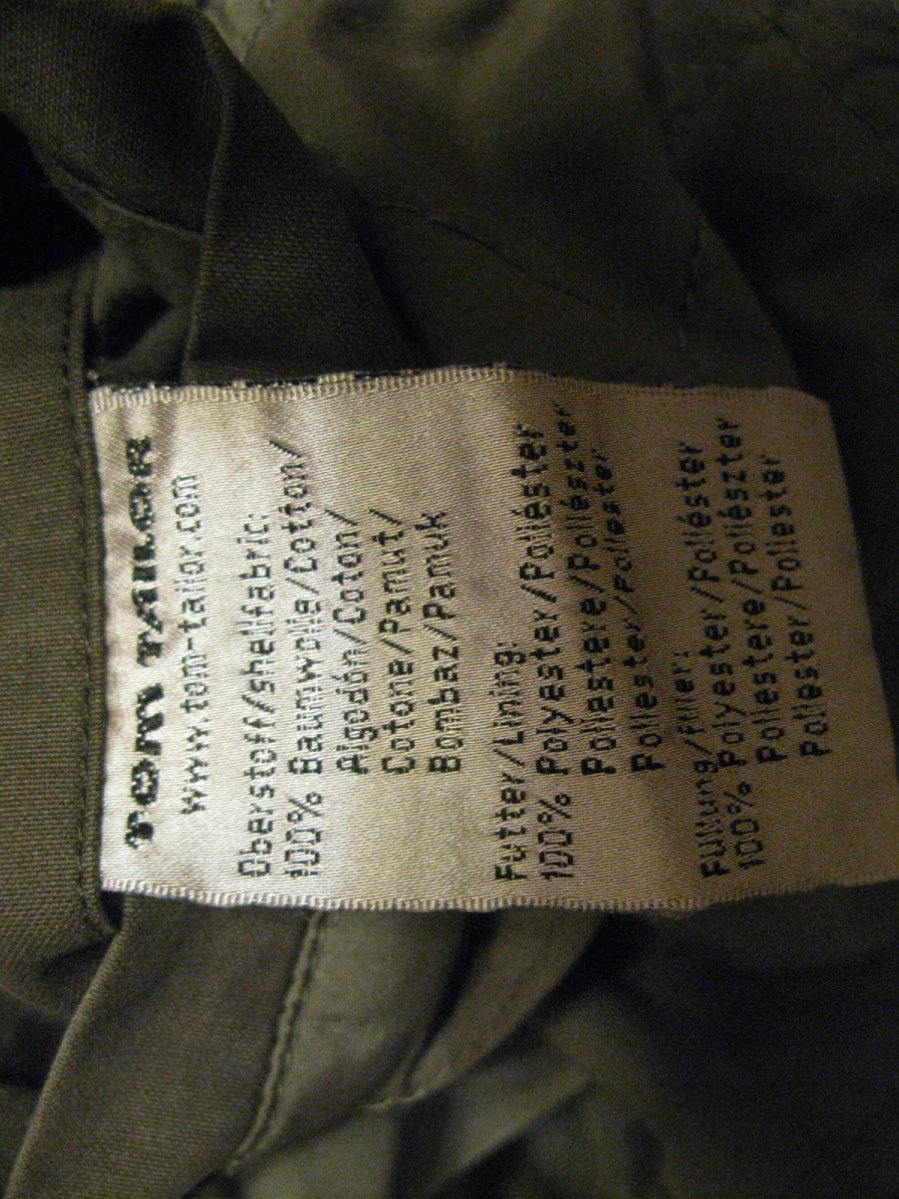 TOM TAILOR
www.tom-tailor.com
Oberstoff/shellfabric:
100% Baumwolle/Cotton/
Algodón/Coton/
Cotone/Pamut/
Bombaz/Pamuk
Futter/Lining:
100% Polyester/Poliéster
Poliestere/Poliészter
Poliester/Poliester
Füllung/Filler:
100% Polyester/Poliéster
Poliestere/Poliészter
Poliester/Poliester